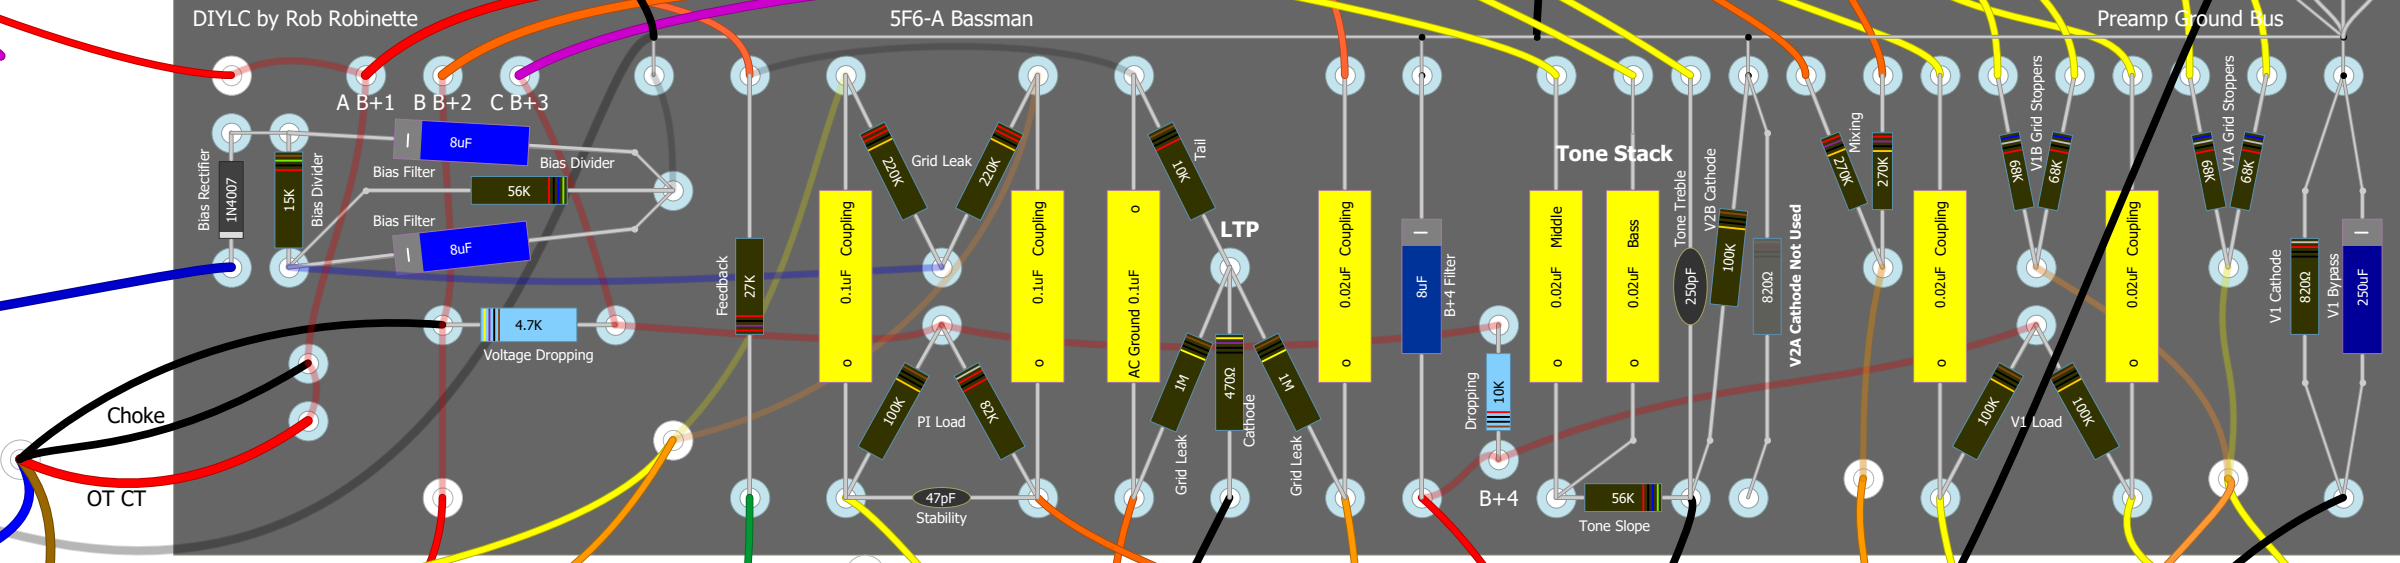 DIYLC by Rob Robinette
5F6-A Bassman
Preamp Ground Bus
A B+1
B B+2
C B+3
Bias Rectifier
1N4007
15K
Bias Divider
8uF
Bias Filter
Bias Divider
56K
Bias Filter
8uF
4.7K
Voltage Dropping
Choke
OT CT
Feedback
27K
0.1uF Coupling
220K
Grid Leak
220K
0.1uF Coupling
100K
PI Load
82K
47pF
Stability
AC Ground 0.1uF
10K
Tail
LTP
1M
470Ω
Cathode
1M
Grid Leak
Grid Leak
0.02uF Coupling
8uF
B+4 Filter
Dropping
10K
B+4
Tone Stack
0.02uF Middle
0.02uF Bass
56K
Tone Slope
Tone Treble
250pF
V2B Cathode
100K
820Ω
V2A Cathode Not Used
Mixing
270K
270K
0.02uF Coupling
68K
V1B Grid Stoppers
68K
100K
V1 Load
100K
0.02uF Coupling
68K
V1A Grid Stoppers
68K
V1 Cathode
820Ω
V1 Bypass
250uF